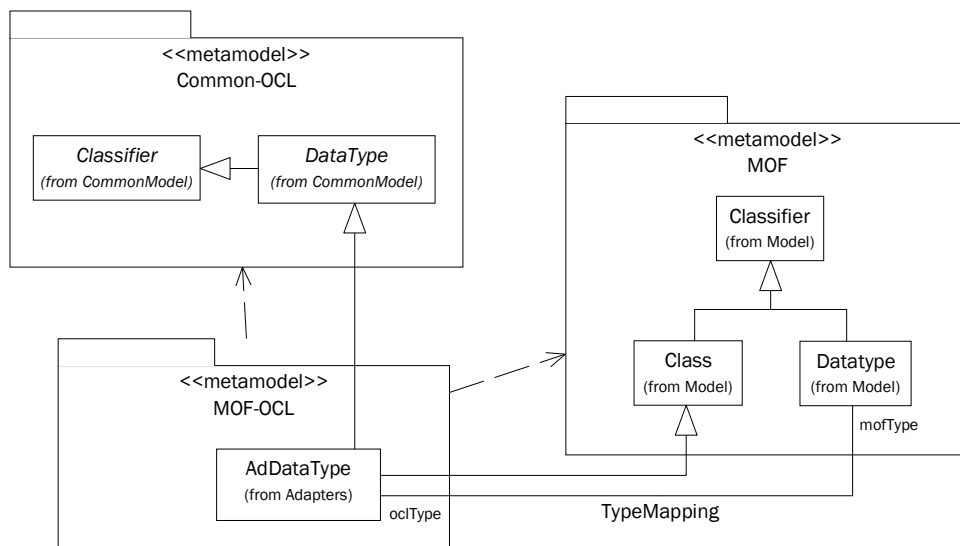 <<metamodel>>
Common-OCL
Classifier
(from CommonModel)
DataType
(from CommonModel)
<<metamodel>>
MOF
Classifier
(from Model)
Class
(from Model)
Datatype
(from Model)
mofType
<<metamodel>>
MOF-OCL
AdDataType
(from Adapters)
oclType
TypeMapping